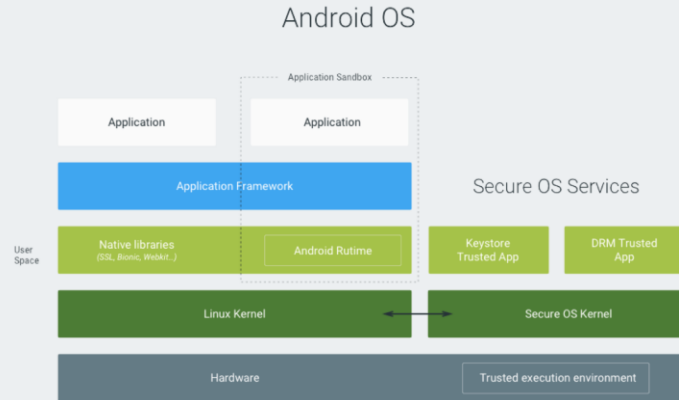 Android OS
Application Sandbox
Application
Application
Application Framework
Secure OS Services
User
Space
Native libraries
(SSL, Bionic, Webkit...)
Android Rutime
Keystore
Trusted App
DRM Trusted
App
Linux Kernel
Secure OS Kernel
Hardware
Trusted execution environment